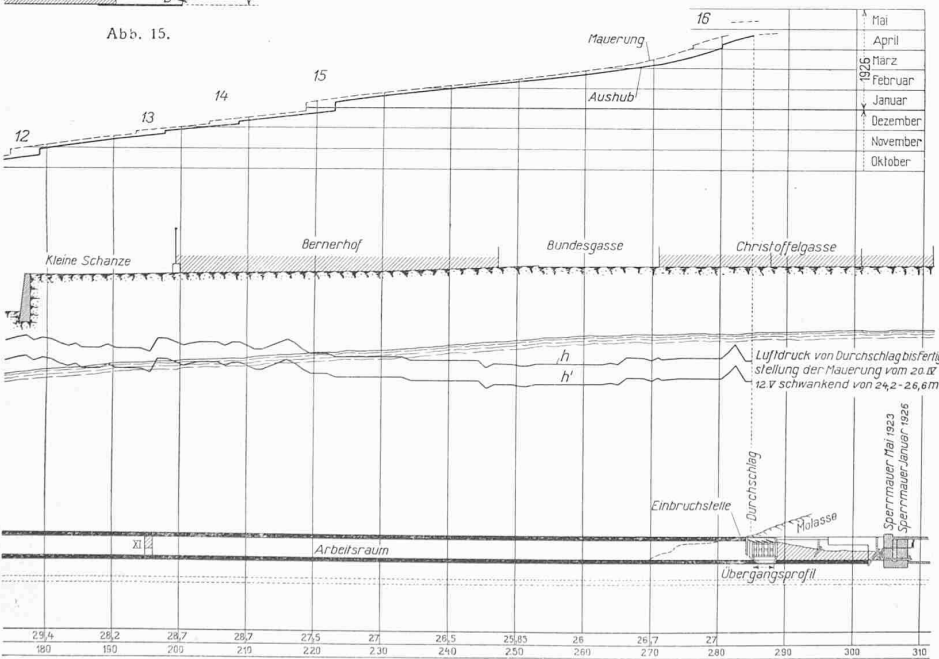 Abb. 15.
16
Mai
April
März
Februar
Januar
Dezember
November
Oktober
1926
Mauerung
Aushub
15
14
13
12
Kleine Schanze
Bernerhof
Bundesgasse
Christoffelgasse
h
h'
Luftdruck von Durchschlag bis fertig
stellung der Mauerung vom 20.IV
12.V schwankend von 24,2-26,6m
Durchschlag
Sperrmauer Mai 1923
Sperrmauer Januar 1926
Einbruchstelle
Molasse
XI
Arbeitsraum
Übergangsprofil
29,4 28,2 28,7 28,7 27,5 27 26,5 25,85 26 26,7 27
180 190 200 210 220 230 240 250 260 270 280 290 300 310